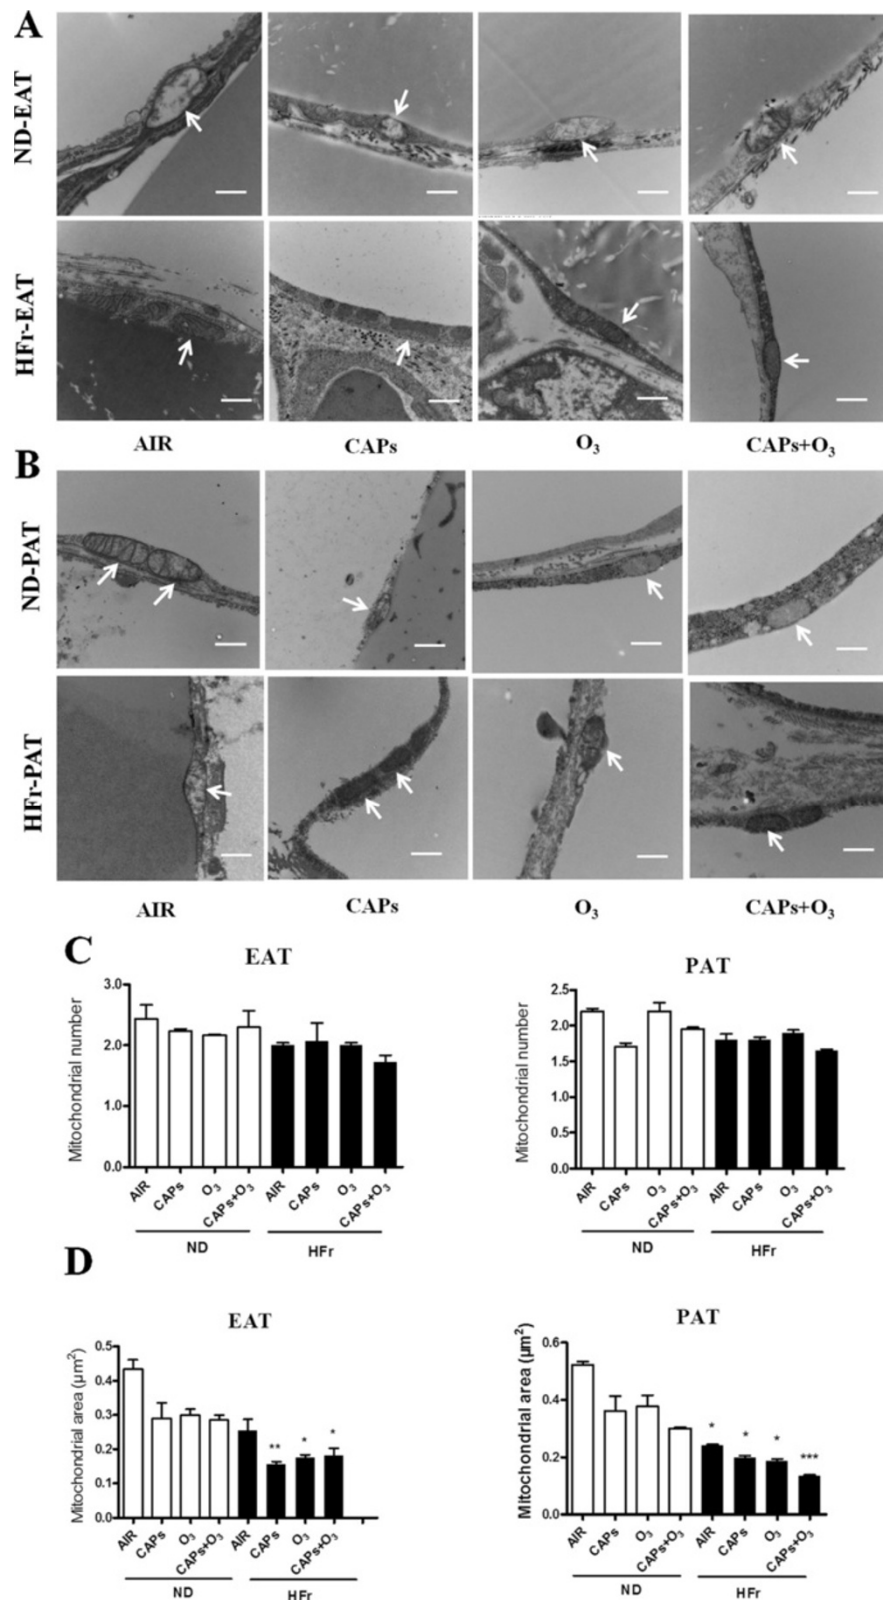 A
ND-EAT
HFr-EAT
AIR CAPs O3 CAPs+O3
B
ND-PAT
HFr-PAT
AIR CAPs O3 CAPs+O3
C
EAT
Mitochondrial number
3.0
2.0
1.0
0.0
AIR CAPs O3 CAPs+O3 AIR CAPs O3 CAPs+O3
ND HFr
PAT
Mitochondrial number
2.5
2.0
1.5
1.0
0.5
0.0
AIR CAPs O3 CAPs+O3 AIR CAPs O3 CAPs+O3
ND HFr
D
EAT
Mitochondrial area (µm²)
0.5
0.4
0.3
0.2
0.1
0.0
** * *
AIR CAPs O3 CAPs+O3 AIR CAPs O3 CAPs+O3
ND HFr
PAT
Mitochondrial area (µm²)
0.6
0.4
0.2
0.0
* * * ***
AIR CAPs O3 CAPs+O3 AIR CAPs O3 CAPs+O3
ND HFr